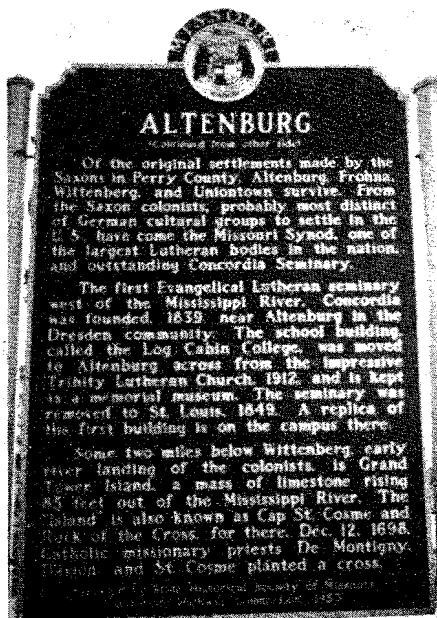 MISSOURI
ALTENBURG
(Continued from other side)
Of the original settlements made by the
Saxons in Perry County, Altenburg, Frohna,
Wittenberg, and Uniontown survive. From
the Saxon colonists, probably most distinct
of German cultural groups to settle in the
U.S., have come the Missouri Synod, one of
the largest Lutheran bodies in the nation,
and outstanding Concordia Seminary.
The first Evangelical Lutheran seminary
west of the Mississippi River, Concordia
was founded, 1839, near Altenburg in the
Dresden community. The school building,
called the Log Cabin College, was moved
to Altenburg across from the impressive
Trinity Lutheran Church, 1912, and is kept
as a memorial museum. The seminary was
removed to St. Louis, 1849. A replica of
the first building is on the campus there.
Some two miles below Wittenberg, early
river landing of the colonists, is Grand
Tower Island, a mass of limestone rising
85 feet out of the Mississippi River. The
island is also known as Cap St. Cosme and
Rock of the Cross, for there, Dec. 12, 1698,
Catholic missionary priests De Montigny,
Davion, and St. Cosme planted a cross.
State Historical Society of Missouri
Highway Commission, 1953